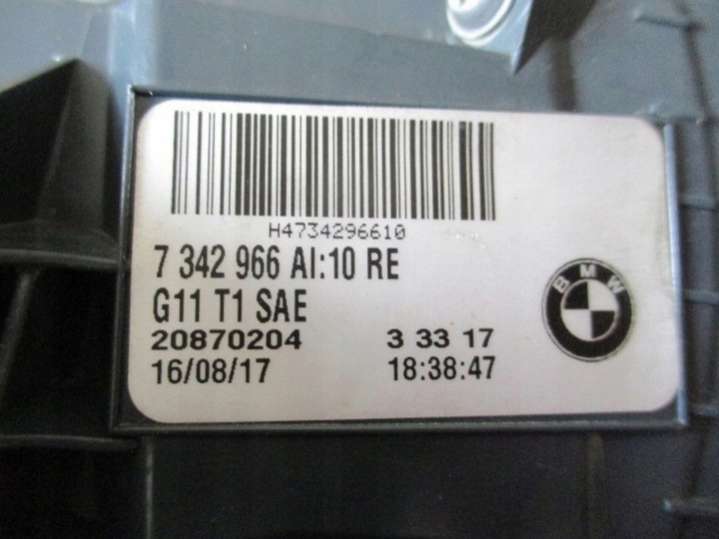 H4734296610
7 342 966 AI:10 RE
G11 T1 SAE
BMW
20870204 3 33 17
16/08/17 18:38:47